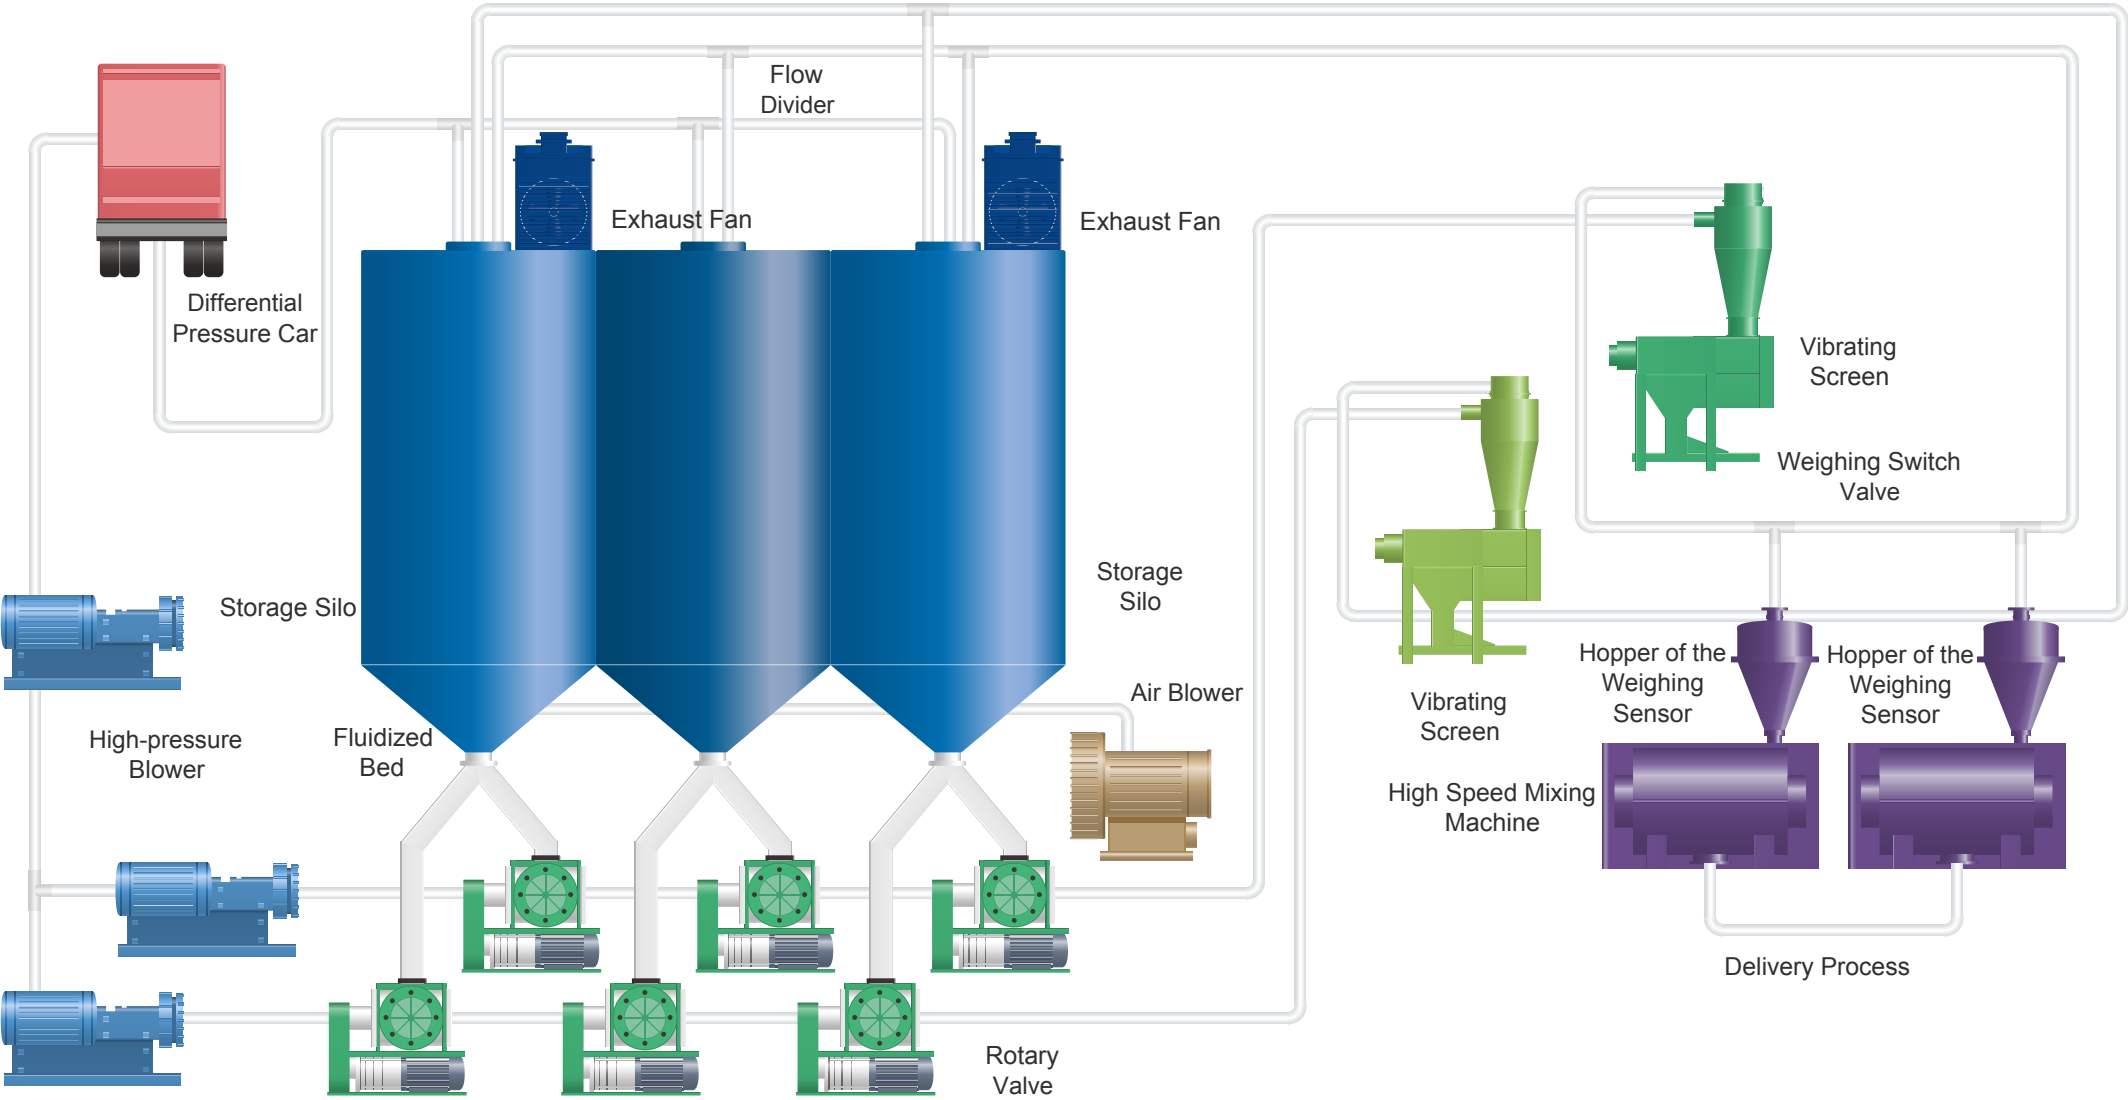 Flow
Divider
Exhaust Fan
Exhaust Fan
Differential
Pressure Car
Vibrating
Screen
Weighing Switch
Valve
Storage Silo
Storage
Silo
Hopper of the
Weighing
Sensor
Hopper of the
Weighing
Sensor
Air Blower
Vibrating
Screen
High-pressure
Blower
Fluidized
Bed
High Speed Mixing
Machine
Delivery Process
Rotary
Valve